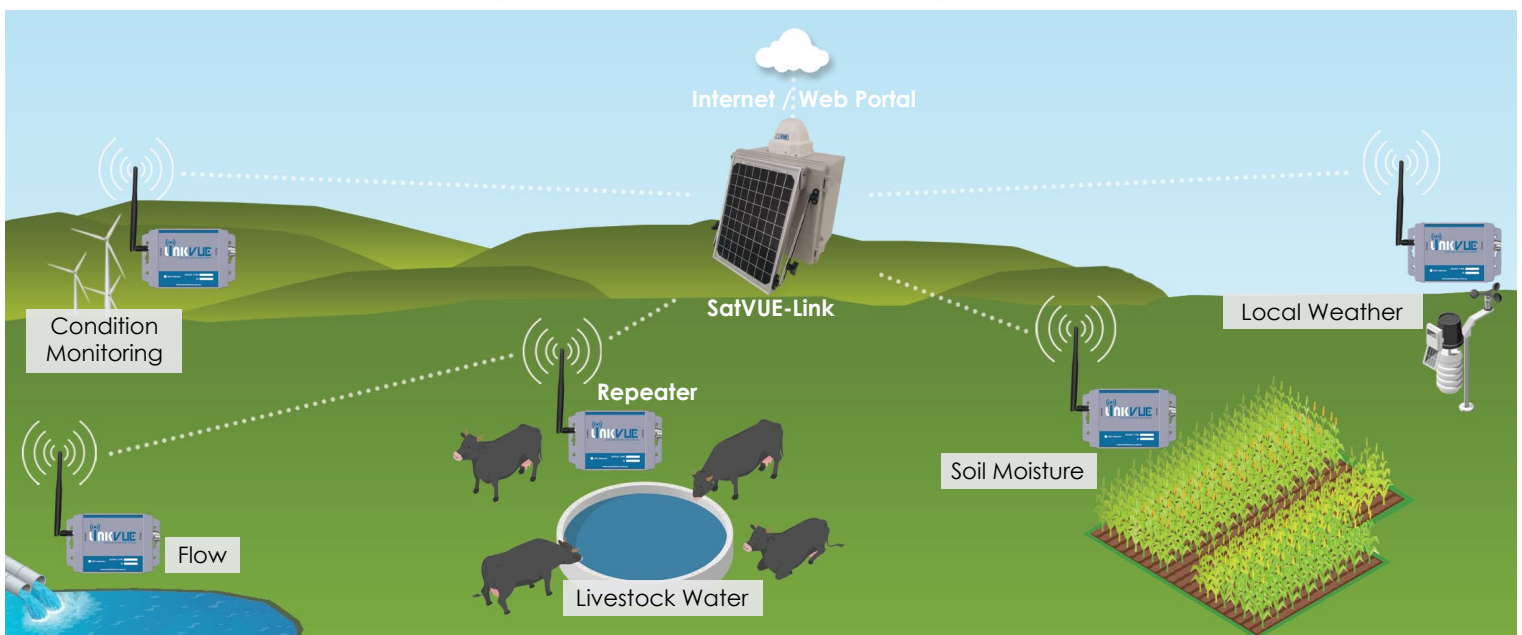 Internet / Web Portal
VUE
SatVUE-Link
LINKVUE
Condition
Monitoring
LINKVUE
Local Weather
Repeater
LINKVUE
LINKVUE
Soil Moisture
LINKVUE
Flow
Livestock Water